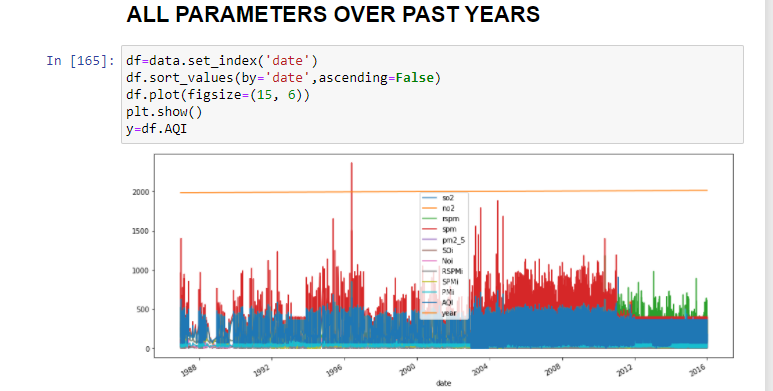 ALL PARAMETERS OVER PAST YEARS
In [165]: df=data.set_index('date')
df.sort_values(by='date',ascending=False)
df.plot(figsize=(15, 6))
plt.show()
y=df.AQI
2000
1500
1000
500
0
so2
no2
rspm
spm
pm2_5
SOi
Noi
RSPMi
SPMi
PMi
AQI
year
1988
1992
1996
2000
2004
2008
2012
2016
date